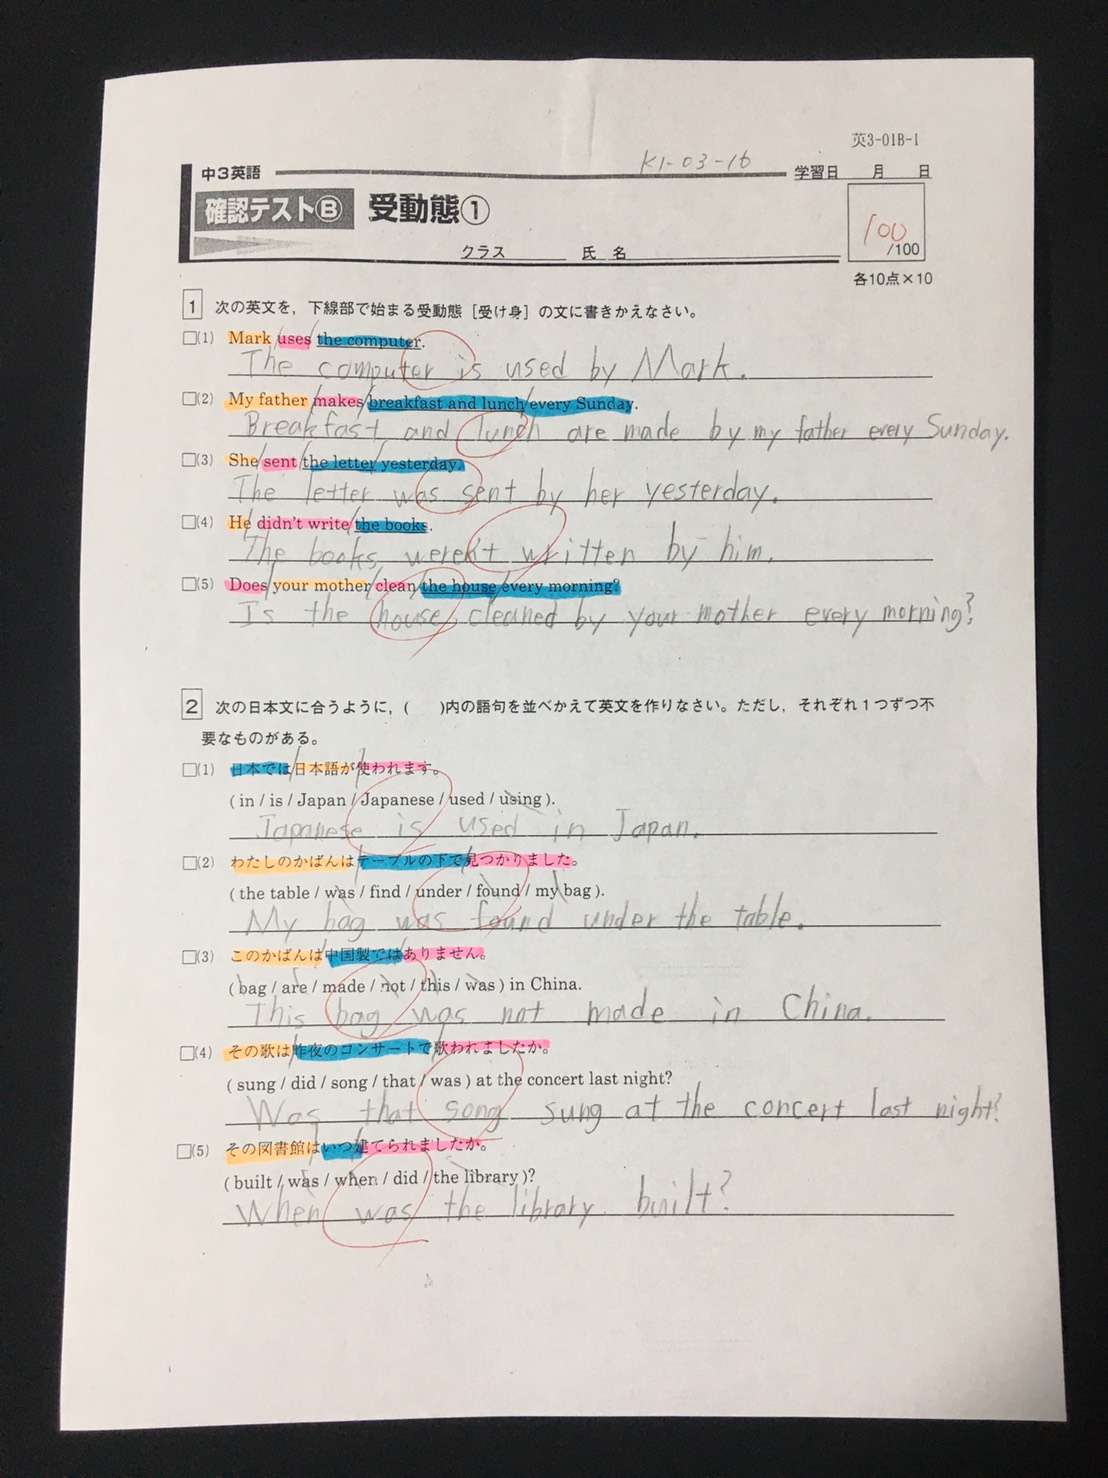 英3-01B-1
K1-03-16
中3英語 学習日 月 日
確認テストⒷ 受動態①
100
/100
クラス 氏名
各10点×10
1 次の英文を，下線部で始まる受動態［受け身］の文に書きかえなさい。
□(1) Mark uses the computer.
The computer is used by Mark.
□(2) My father makes breakfast and lunch every Sunday.
Breakfast and lunch are made by my father every Sunday.
□(3) She sent the letter yesterday.
The letter was sent by her yesterday.
□(4) He didn't write the books.
The books weren't written by him.
□(5) Does your mother clean the house every morning?
Is the house cleaned by your mother every morning?
2 次の日本文に合うように，( )内の語句を並べかえて英文を作りなさい。ただし，それぞれ1つずつ不
要なものがある。
□(1) 日本では日本語が使われます。
( in / is / Japan / Japanese / used / using ).
Japanese is used in Japan.
□(2) わたしのかばんはテーブルの下で見つかりました。
( the table / was / find / under / found / my bag ).
My bag was found under the table.
□(3) このかばんは中国製ではありません。
( bag / are / made / not / this / was ) in China.
This bag was not made in China.
□(4) その歌は昨夜のコンサートで歌われましたか。
( sung / did / song / that / was ) at the concert last night?
Was that song sung at the concert last night?
□(5) その図書館はいつ建てられましたか。
( built / was / when / did / the library )?
When was the library built?